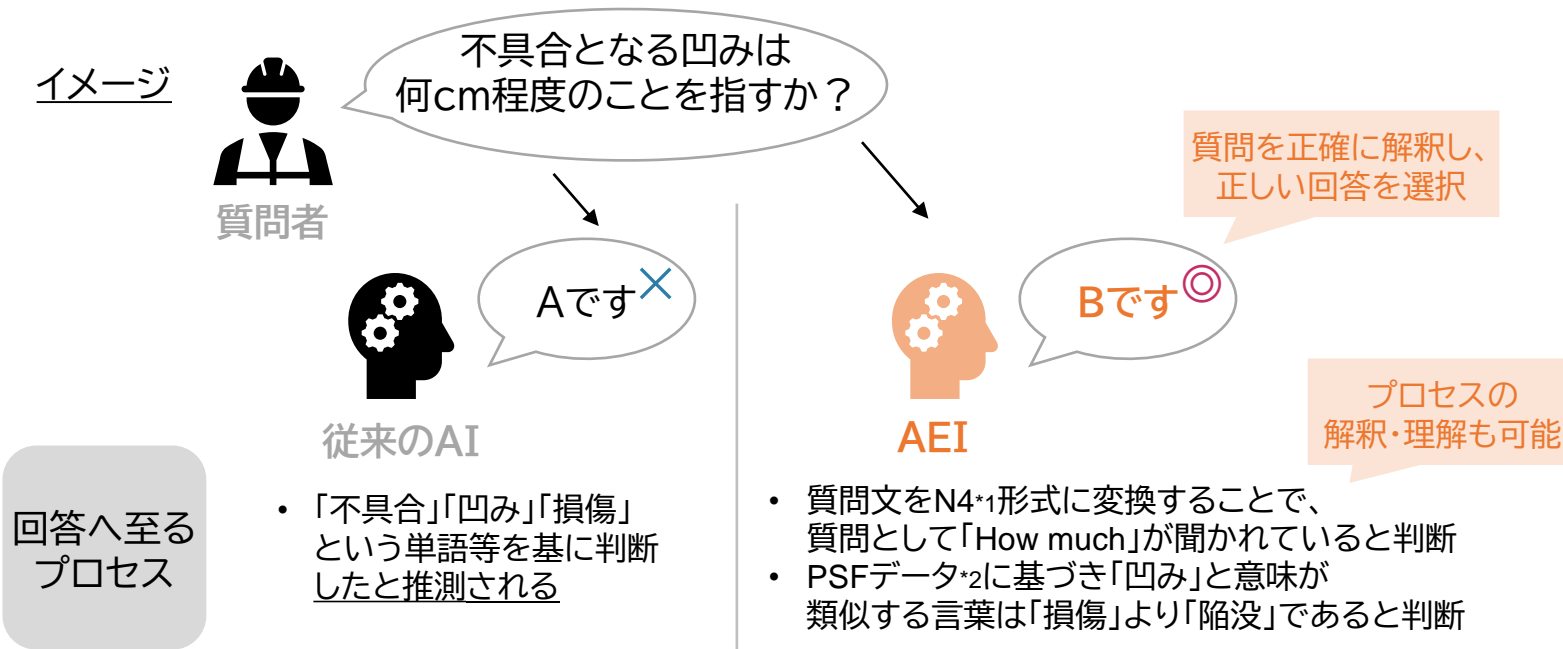 イメージ
不具合となる凹みは
何cm程度のことを指すか？
質問者
質問を正確に解釈し、
正しい回答を選択
Aです×
Bです◎
従来のAI
AEI
プロセスの
解釈・理解も可能
回答へ至る
プロセス
• 「不具合」「凹み」「損傷」
という単語等を基に判断
したと推測される
• 質問文をN4*1形式に変換することで、
質問として「How much」が聞かれていると判断
• PSFデータ*2に基づき「凹み」と意味が
類似する言葉は「損傷」より「陥没」であると判断